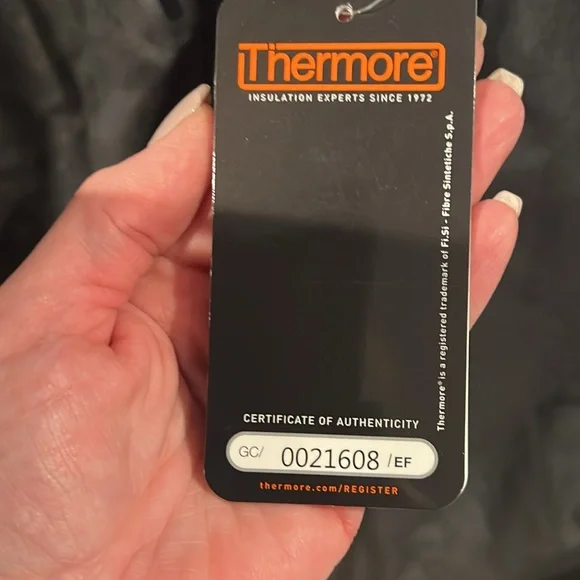 Thermore®
INSULATION EXPERTS SINCE 1972
Thermore® is a registered trademark of Fi.Si - Fibre Sintetiche S.p.A.
CERTIFICATE OF AUTHENTICITY
GC/ 0021608 /EF
thermore.com/REGISTER